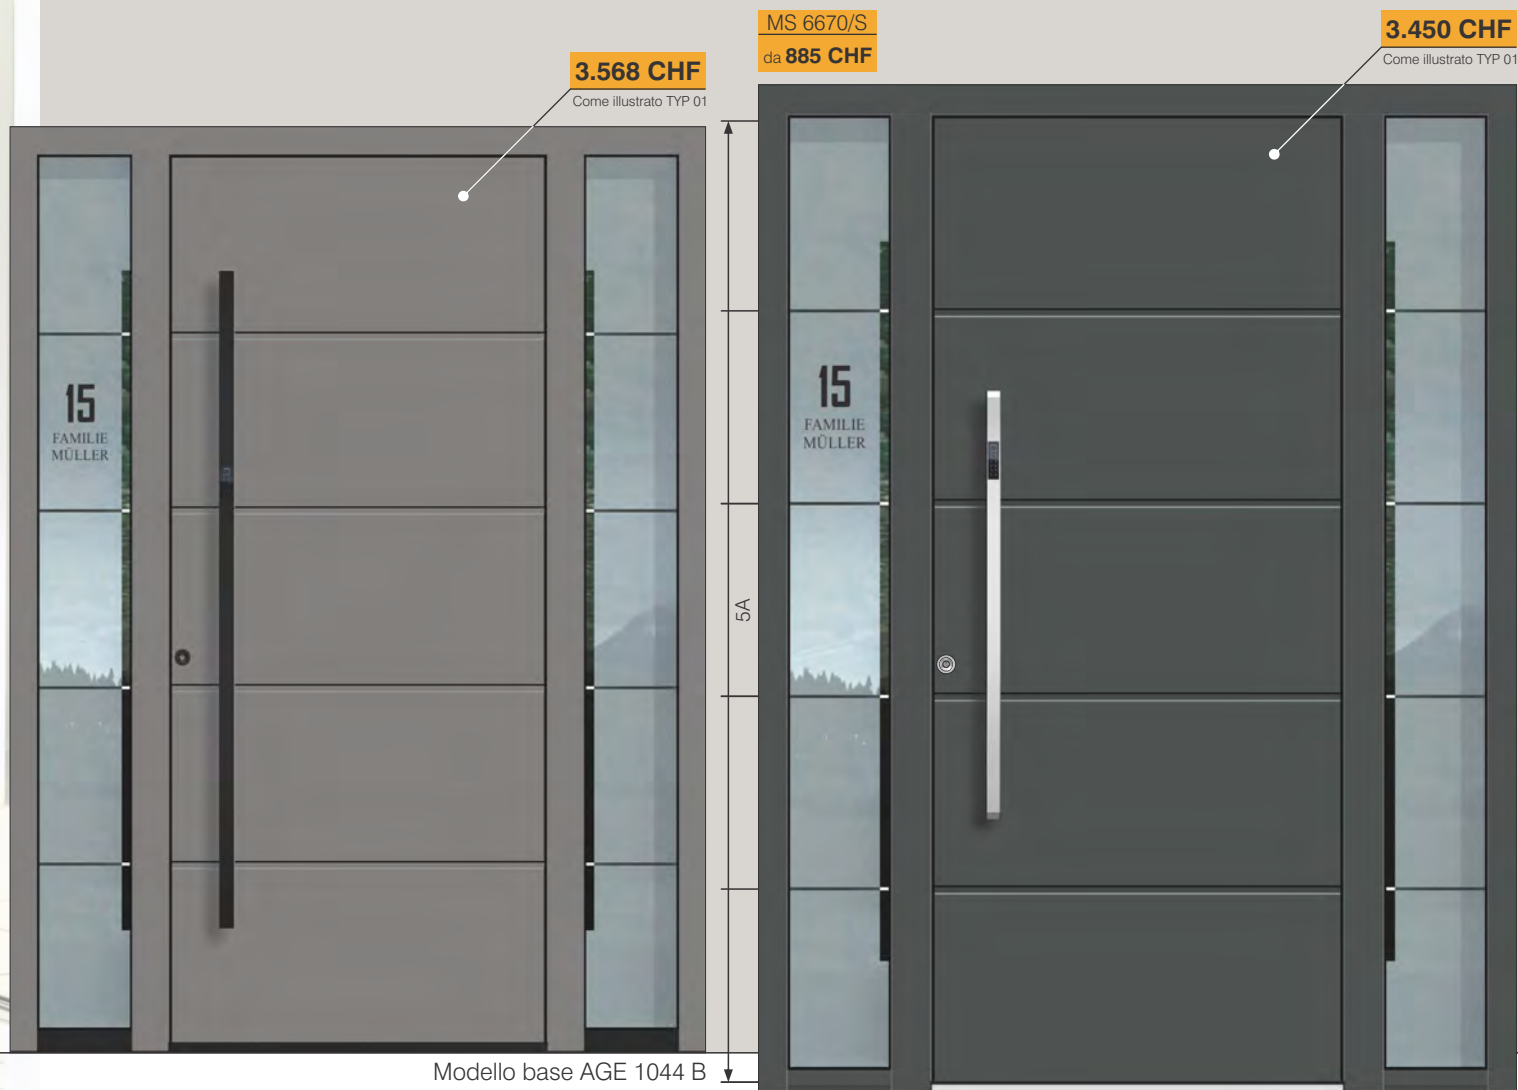 3.568 CHF
Come illustrato TYP 01
15
FAMILIE
MÜLLER
Modello base AGE 1044 B
5A
MS 6670/S
da 885 CHF
3.450 CHF
Come illustrato TYP 01
15
FAMILIE
MÜLLER